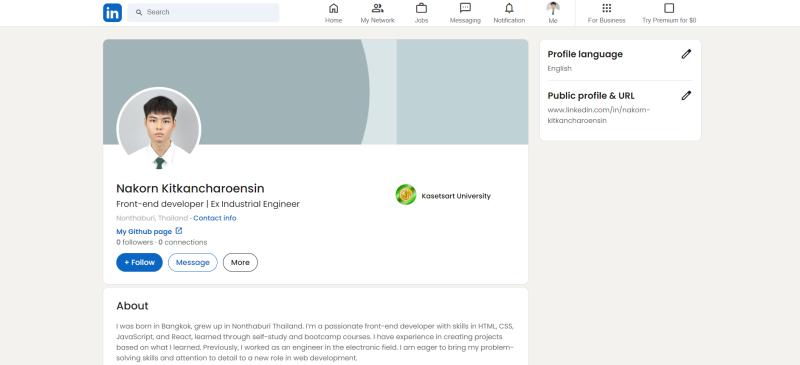 in
Search
Home
My Network
Jobs
Messaging
Notification
Me
For Business
Try Premium for $0
Nakorn Kitkancharoensin
Front-end developer | Ex Industrial Engineer
Nonthaburi, Thailand · Contact info
My Github page
0 followers · 0 connections
+ Follow
Message
More
Kasetsart University
About
I was born in Bangkok, grew up in Nonthaburi Thailand. I'm a passionate front-end developer with skills in HTML, CSS,
JavaScript, and React, learned through self-study and bootcamp courses. I have experience in creating projects
based on what I learned. Previously, I worked as an engineer in the electronic field. I am eager to bring my problem-
solving skills and attention to detail to a new role in web development.
Profile language
English
Public profile & URL
www.linkedin.com/in/nakorn-
kitkancharoensin